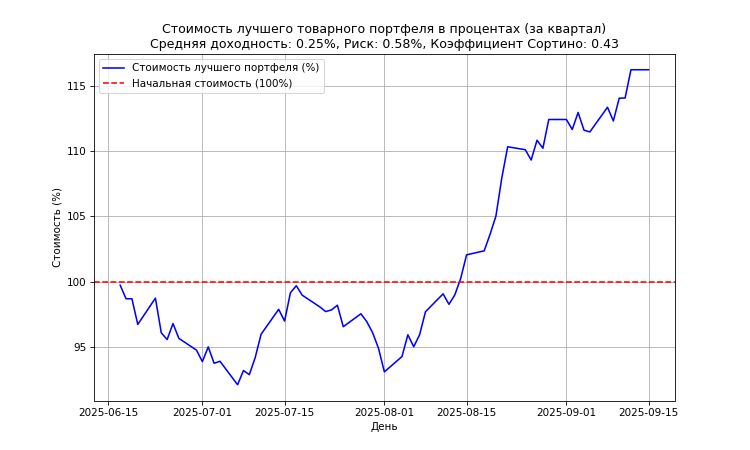 Стоимость лучшего товарного портфеля в процентах (за квартал)
Средняя доходность: 0.25%, Риск: 0.58%, Коэффициент Сортино: 0.43
Стоимость лучшего портфеля (%)
Начальная стоимость (100%)
Стоимость (%)
115
110
105
100
95
2025-06-15
2025-07-01
2025-07-15
2025-08-01
2025-08-15
2025-09-01
2025-09-15
День